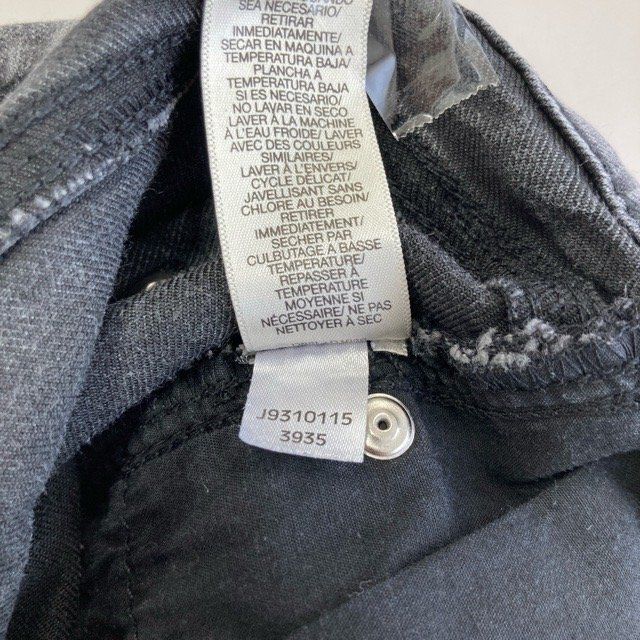 SEA NECESARIO/
RETIRAR
INMEDIATAMENTE/
SECAR EN MAQUINA A
TEMPERATURA BAJA/
PLANCHA A
TEMPERATURA BAJA
SI ES NECESARIO/
NO LAVAR EN SECO
LAVER À LA MAIN
À L'EAU FROIDE/ LAVER
AVEC DES COULEURS
SIMILAIRES/
LAVER À L'ENVERS/
CYCLE DÉLICAT/
JAVELLISANT SANS
CHLORE AU BESOIN/
RETIRER
IMMÉDIATEMENT/
SÉCHER PAR
CULBUTAGE À BASSE
TEMPÉRATURE/
REPASSER À
TEMPÉRATURE
MOYENNE SI
NÉCESSAIRE/ NE PAS
NETTOYER À SEC
J9310115
3935